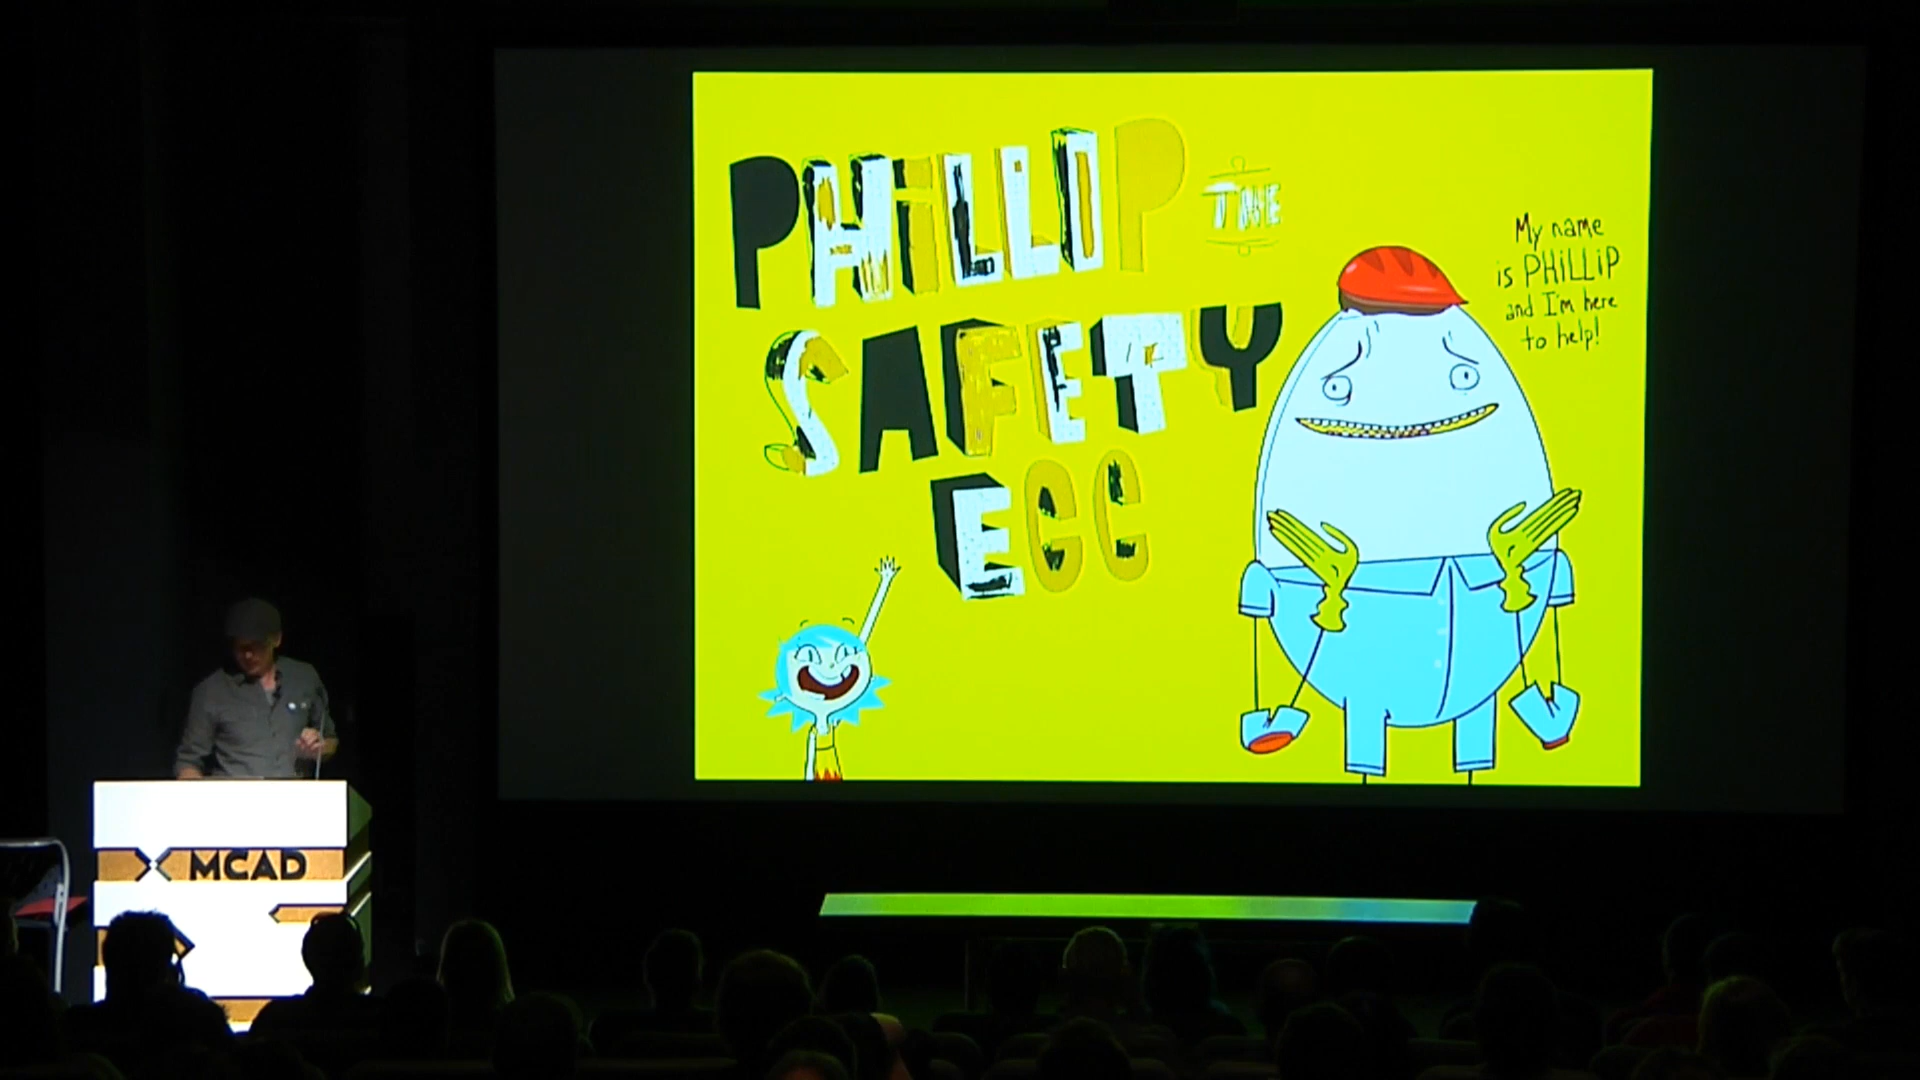 PHiLLIP THE
SAFETY
EGG
My name
is PHiLLiP
and I'm here
to help!
MCAD